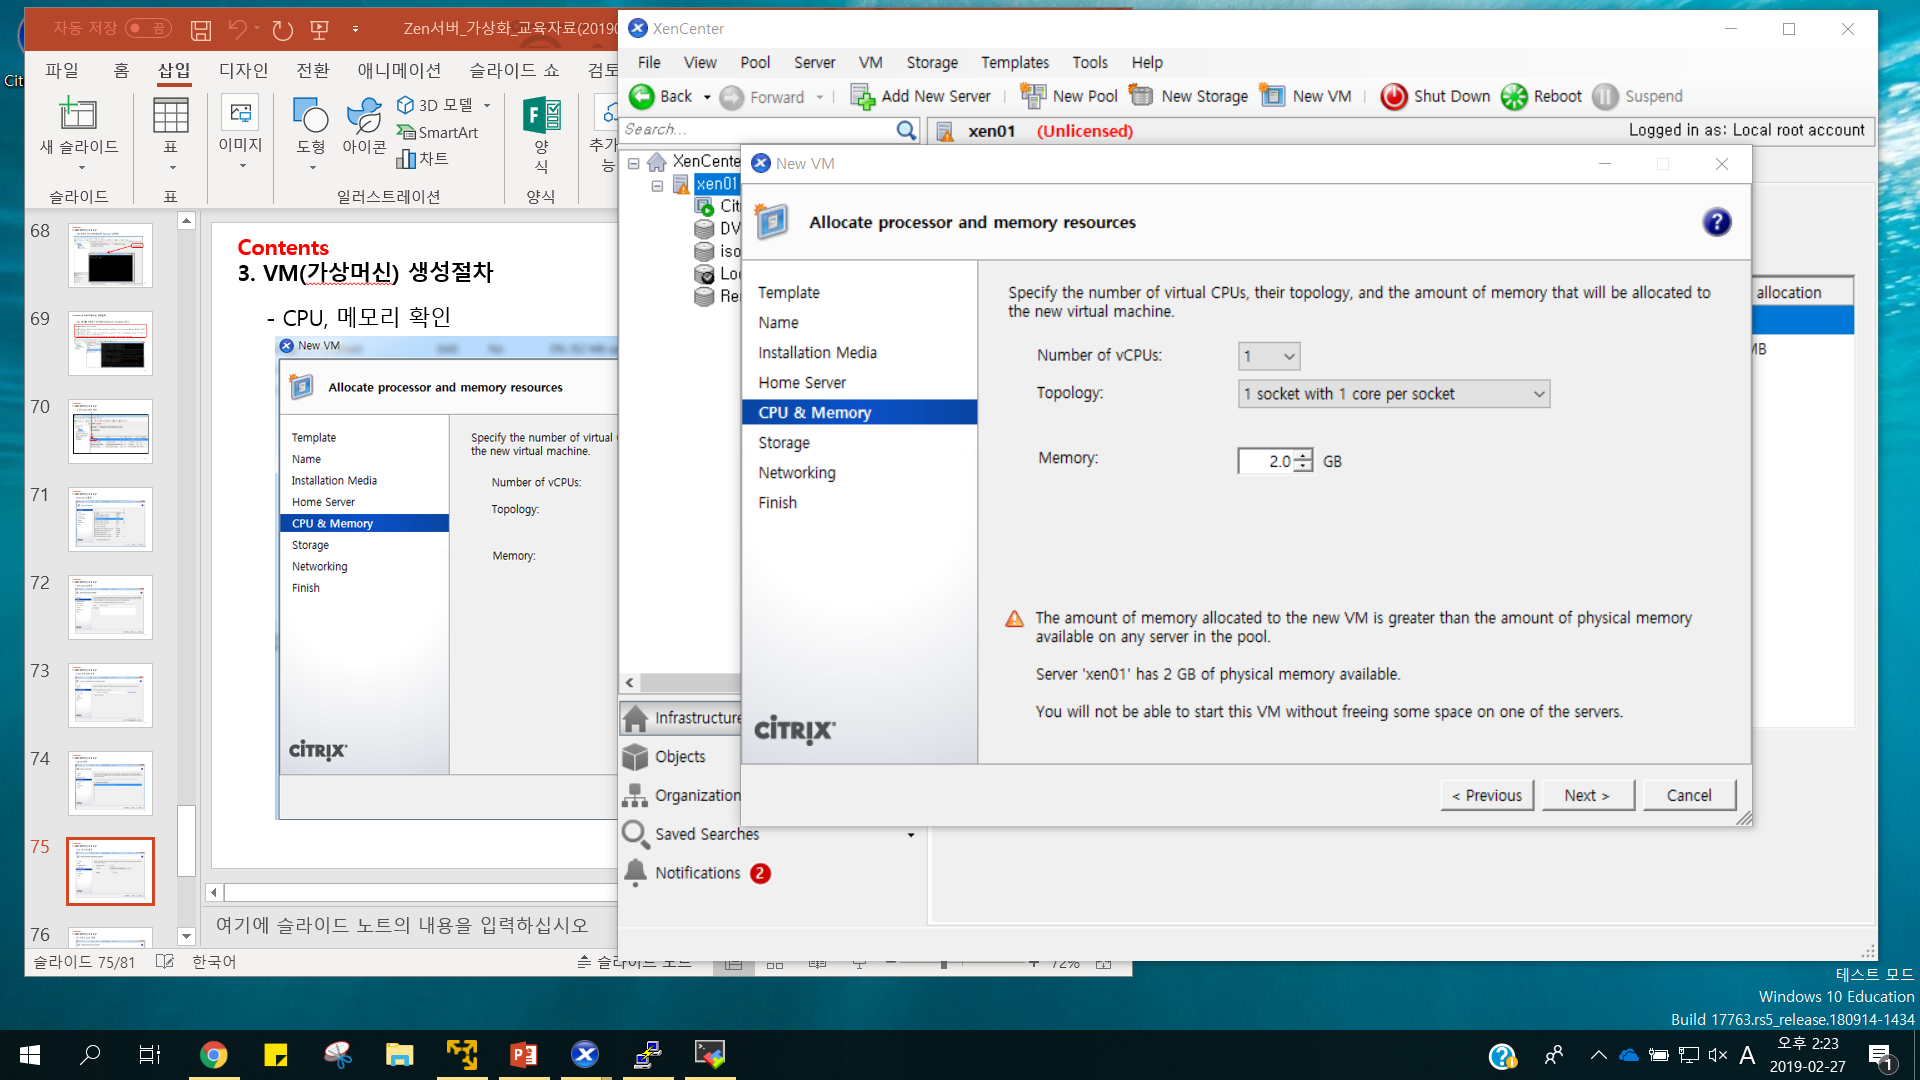 자동 저장 끔
Zen서버_가상화_교육자료(2019
파일 홈 삽입 디자인 전환 애니메이션 슬라이드 쇼 검토
새 슬라이드
표
이미지
도형
아이콘
3D 모델
SmartArt
차트
양
식
추가
능
슬라이드
표
일러스트레이션
양식
68
69
70
71
72
73
74
75
76
Contents
3. VM(가상머신) 생성절차
- CPU, 메모리 확인
New VM
Allocate processor and memory resources
Template
Name
Installation Media
Home Server
CPU & Memory
Storage
Networking
Finish
Specify the number of virtual
the new virtual machine.
Number of vCPUs:
Topology:
Memory:
CITRIX
여기에 슬라이드 노트의 내용을 입력하십시오
슬라이드 75/81 한국어
슬라이드 노트
72%
XenCenter
File View Pool Server VM Storage Templates Tools Help
Back Forward Add New Server New Pool New Storage New VM Shut Down Reboot Suspend
Search...
xen01 (Unlicensed)
Logged in as: Local root account
XenCente
xen01
Cit
DV
iso
Loc
Re
Infrastructure
Objects
Organization
Saved Searches
Notifications 2
allocation
MB
New VM
Allocate processor and memory resources
?
Template
Name
Installation Media
Home Server
CPU & Memory
Storage
Networking
Finish
CITRIX
Specify the number of virtual CPUs, their topology, and the amount of memory that will be allocated to
the new virtual machine.
Number of vCPUs: 1
Topology: 1 socket with 1 core per socket
Memory: 2.0 GB
The amount of memory allocated to the new VM is greater than the amount of physical memory
available on any server in the pool.
Server 'xen01' has 2 GB of physical memory available.
You will not be able to start this VM without freeing some space on one of the servers.
< Previous Next > Cancel
Cit
테스트 모드
Windows 10 Education
Build 17763.rs5_release.180914-1434
A
오후 2:23
2019-02-27
1